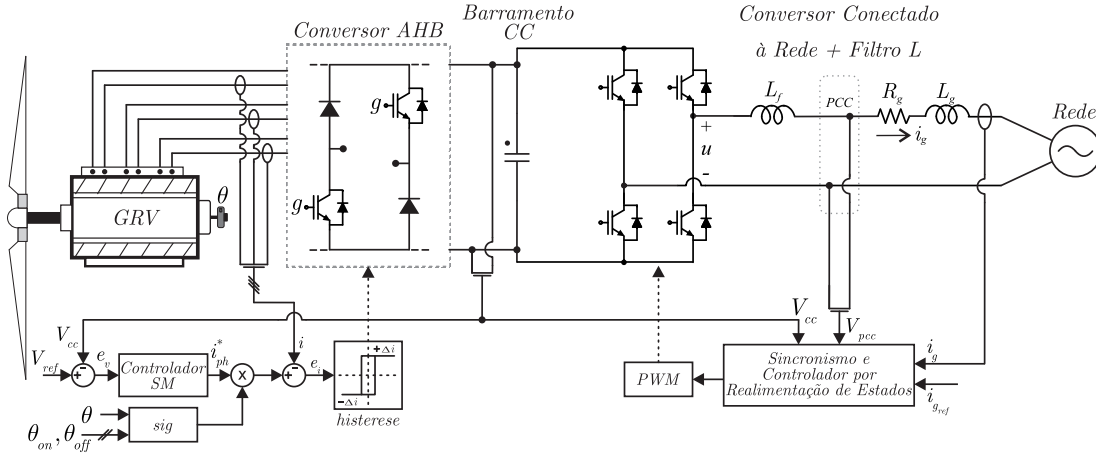 Conversor AHB
Barramento
CC
Conversor Conectado
à Rede + Filtro L
g
g
GRV
θ
+
u
-
L_f
PCC
R_g
L_g
i_g
Rede
V_cc
V_ref
e_v
Controlador
SM
i*_ph
x
i
e_i
+Δi
−Δi
histerese
θ
θ_on, θ_off
sig
PWM
V_cc
V_pcc
Sincronismo e
Controlador por
Realimentação de Estados
i_g
i_g_ref